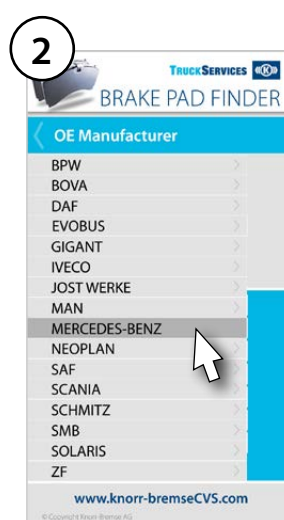 2
TRUCKSERVICES
BRAKE PAD FINDER
OE Manufacturer
BPW
BOVA
DAF
EVOBUS
GIGANT
IVECO
JOST WERKE
MAN
MERCEDES-BENZ
NEOPLAN
SAF
SCANIA
SCHMITZ
SMB
SOLARIS
ZF
www.knorr-bremseCVS.com
© Copyright Knorr-Bremse AG